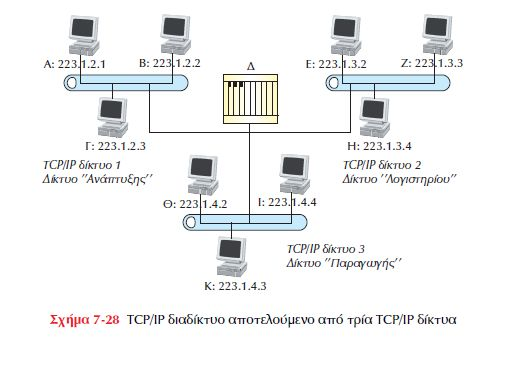 Α: 223.1.2.1
Β: 223.1.2.2
Δ
Ε: 223.1.3.2
Ζ: 223.1.3.3
Γ: 223.1.2.3
Η: 223.1.3.4
TCP/IP δίκτυο 1
Δίκτυο ''Ανάπτυξης''
TCP/IP δίκτυο 2
Δίκτυο ''Λογιστηρίου''
Θ: 223.1.4.2
Ι: 223.1.4.4
TCP/IP δίκτυο 3
Δίκτυο ''Παραγωγής''
Κ: 223.1.4.3
Σχήμα 7-28 TCP/IP διαδίκτυο αποτελούμενο από τρία TCP/IP δίκτυα